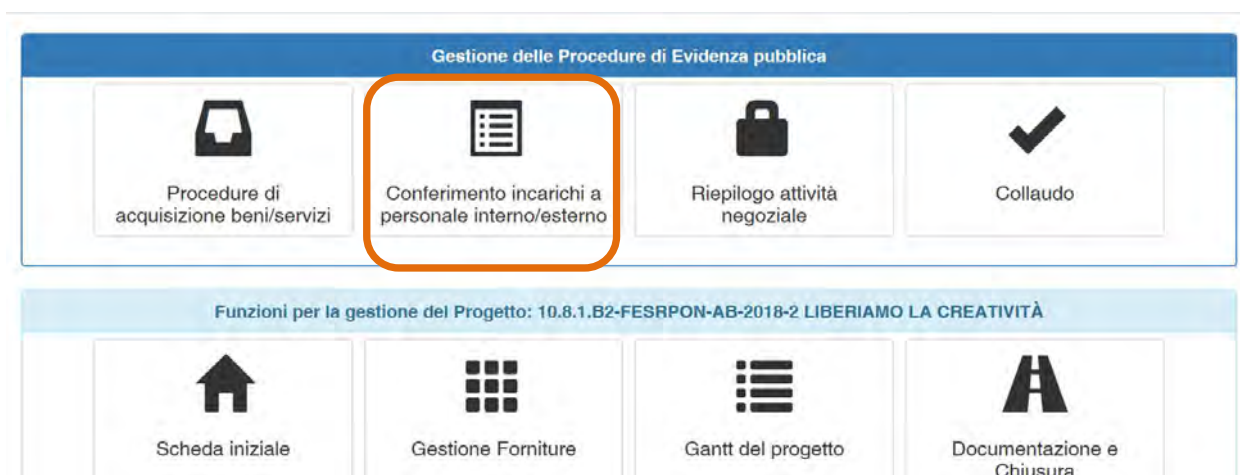 Gestione delle Procedure di Evidenza pubblica
Procedure di
acquisizione beni/servizi
Conferimento incarichi a
personale interno/esterno
Riepilogo attività
negoziale
Collaudo
Funzioni per la gestione del Progetto: 10.8.1.B2-FESRPON-AB-2018-2 LIBERIAMO LA CREATIVITÀ
Scheda iniziale
Gestione Forniture
Gantt del progetto
Documentazione e
Chiusura